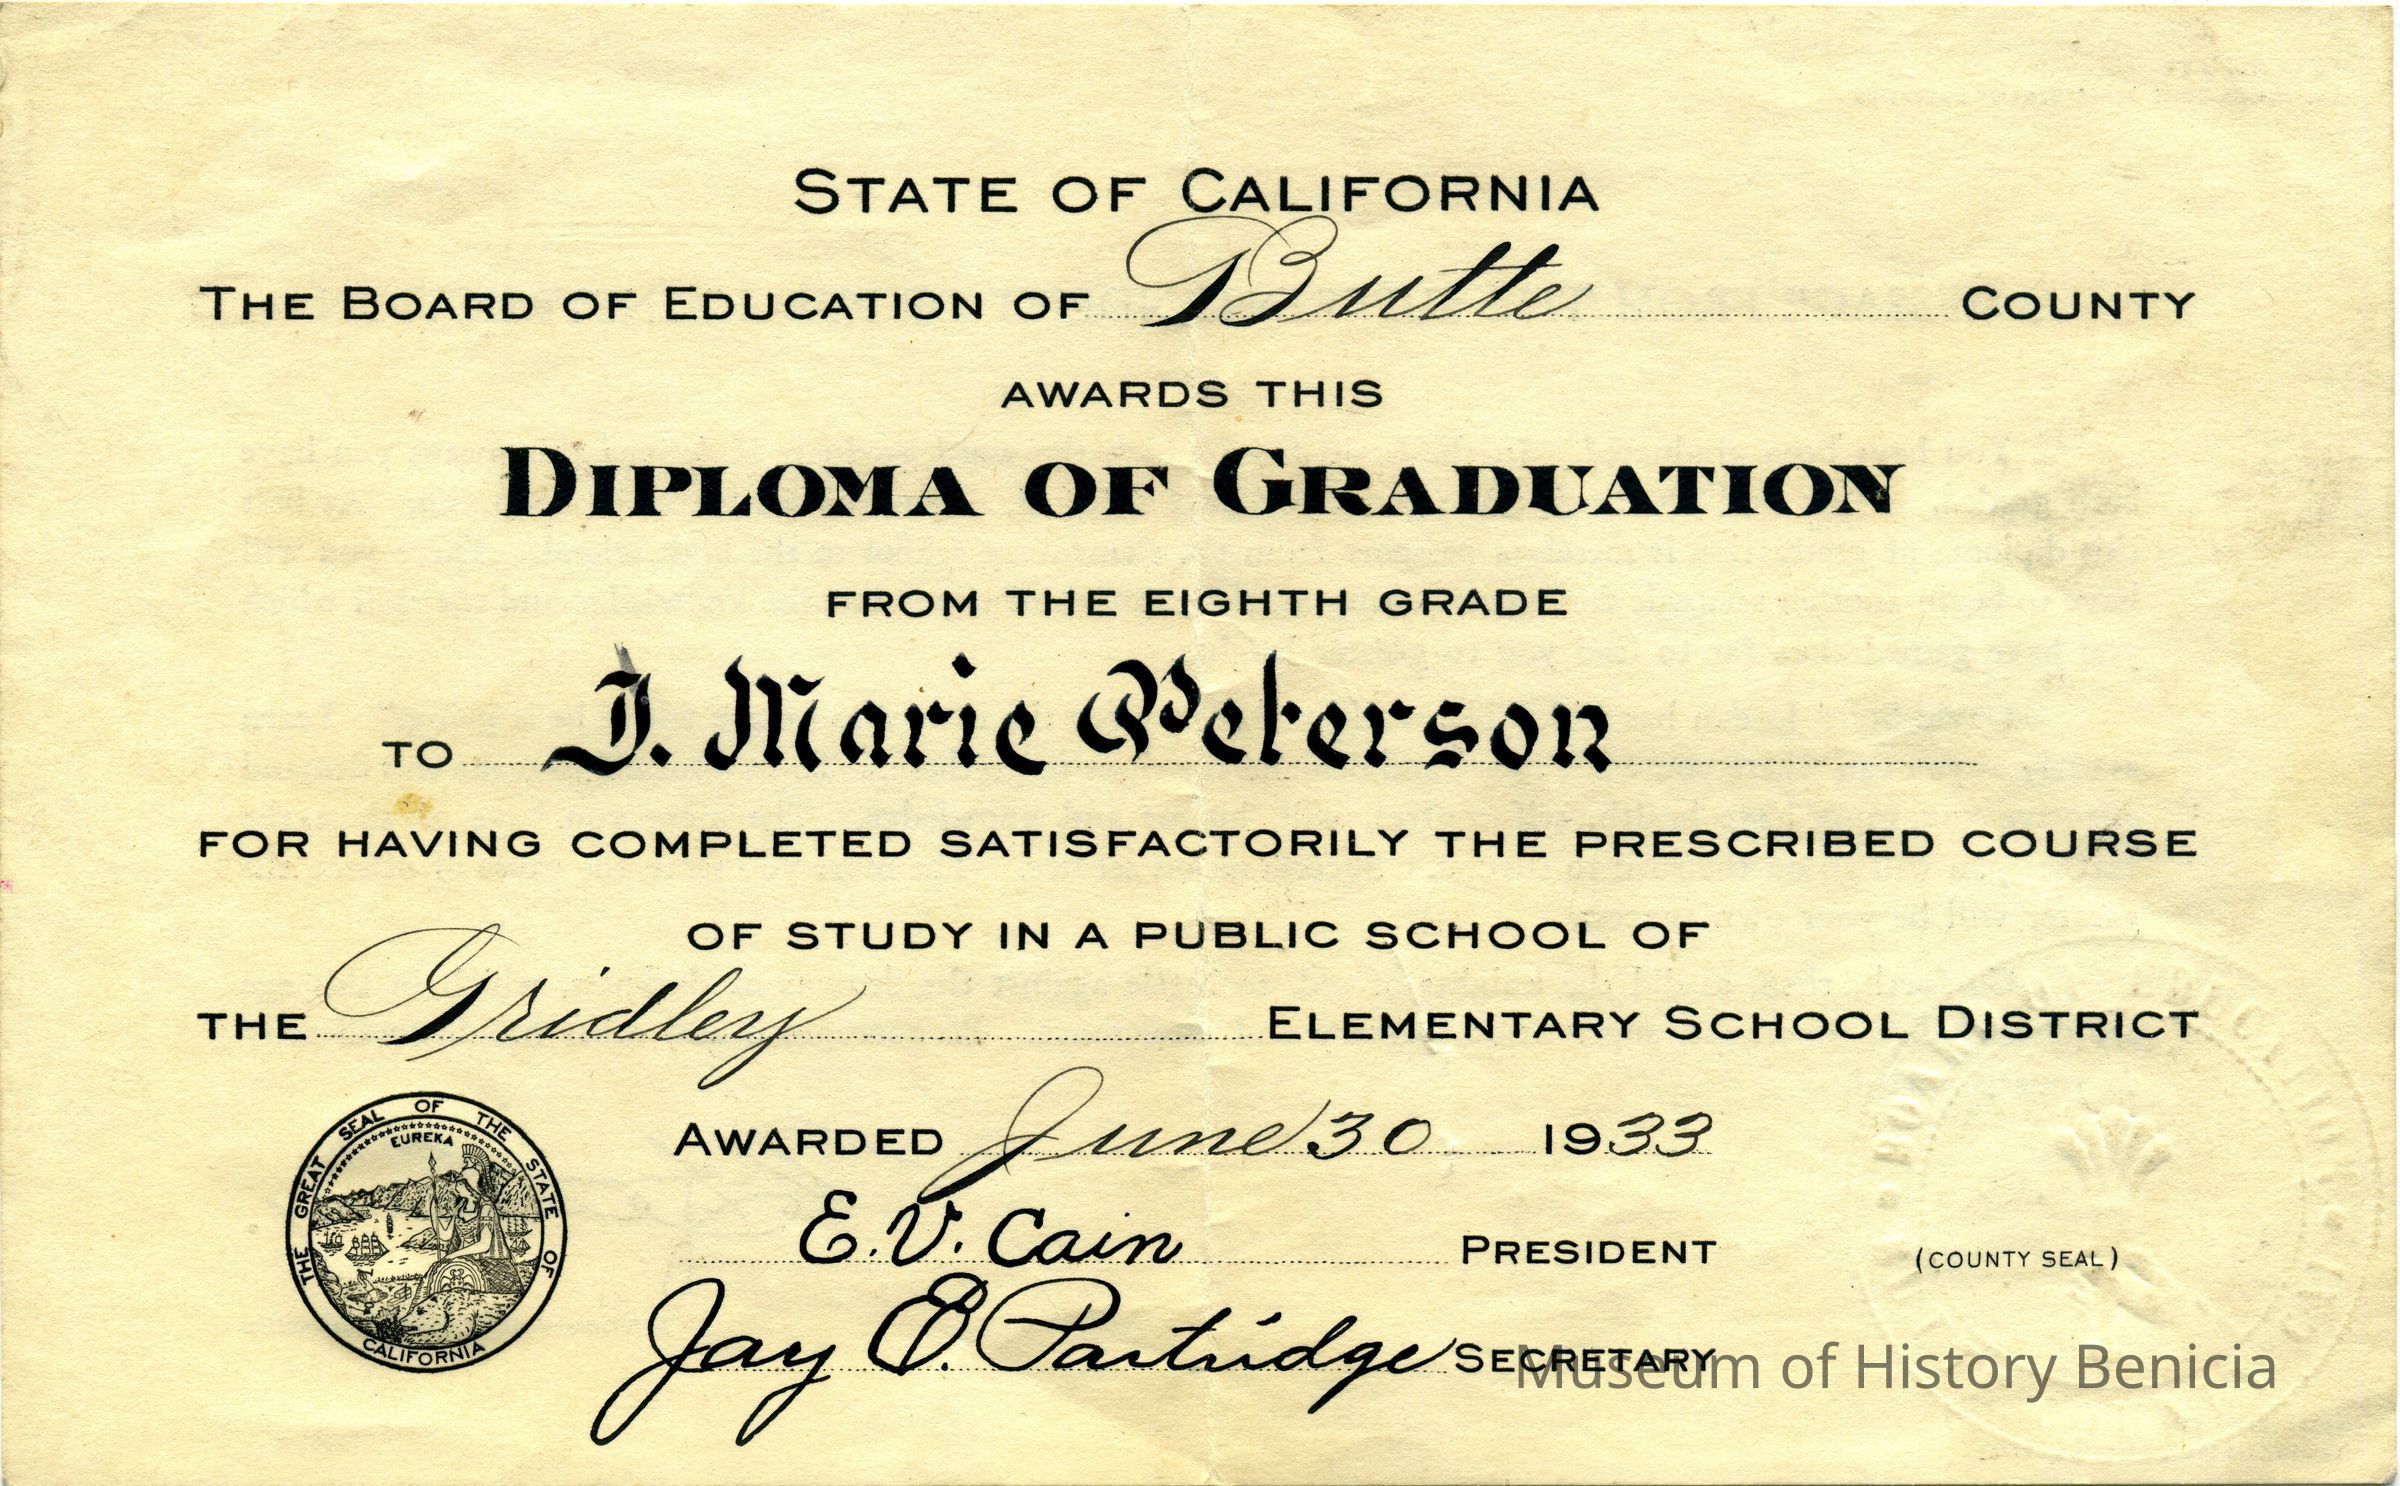 STATE OF CALIFORNIA
THE BOARD OF EDUCATION OF Butte COUNTY
AWARDS THIS
DIPLOMA OF GRADUATION
FROM THE EIGHTH GRADE
TO I. Marie Peterson
FOR HAVING COMPLETED SATISFACTORILY THE PRESCRIBED COURSE
OF STUDY IN A PUBLIC SCHOOL OF
THE Gridley ELEMENTARY SCHOOL DISTRICT
AWARDED June 30 1933
E. V. Cain PRESIDENT
Jay E. Partridge SECRETARY
THE GREAT SEAL OF THE STATE OF CALIFORNIA
EUREKA
(COUNTY SEAL)
Museum of History Benicia